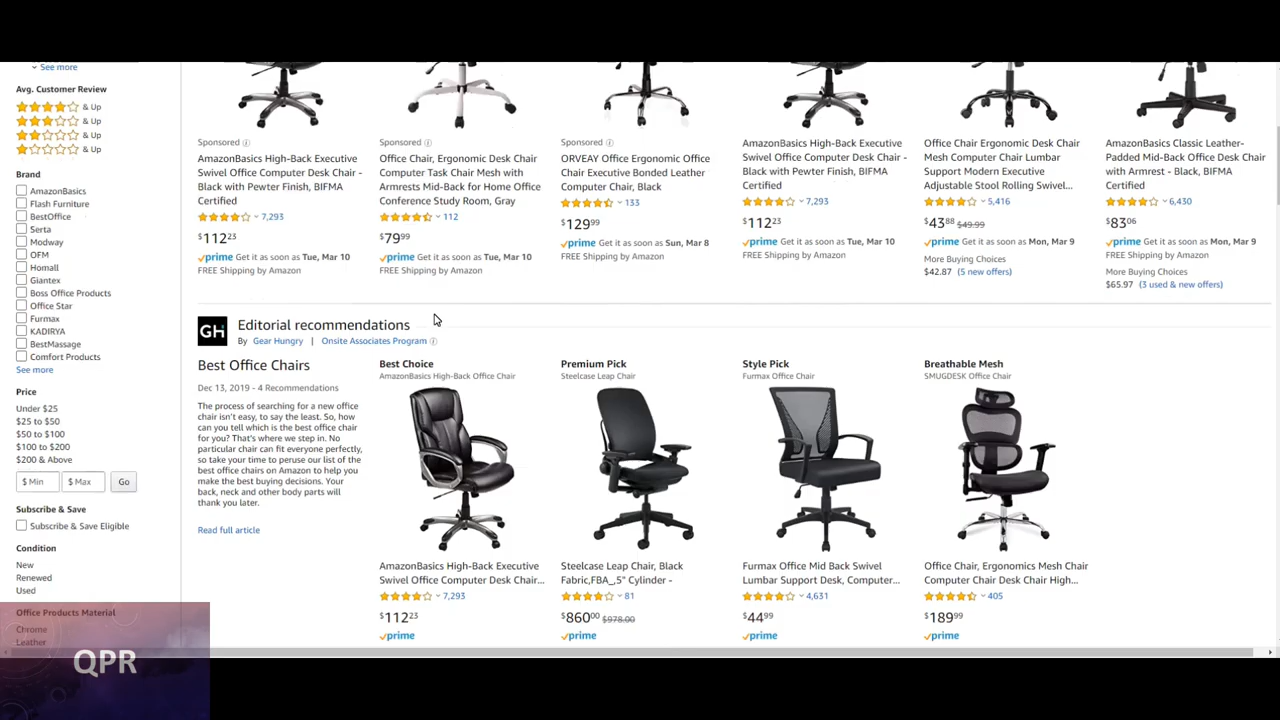 See more
Avg. Customer Review
& Up
& Up
& Up
& Up
Brand
AmazonBasics
Flash Furniture
BestOffice
Serta
Modway
OFM
Homall
Giantex
Boss Office Products
Office Star
Furmax
KADIRYA
BestMassage
Comfort Products
See more
Price
Under $25
$25 to $50
$50 to $100
$100 to $200
$200 & Above
$ Min $ Max Go
Subscribe & Save
Subscribe & Save Eligible
Condition
New
Renewed
Used
Office Products Material
Chrome
Leather
QPR
Sponsored
AmazonBasics High-Back Executive
Swivel Office Computer Desk Chair -
Black with Pewter Finish, BIFMA
Certified
7,293
$112.23
prime Get it as soon as Tue, Mar 10
FREE Shipping by Amazon
Sponsored
Office Chair, Ergonomic Desk Chair
Computer Task Chair Mesh with
Armrests Mid-Back for Home Office
Conference Study Room, Gray
112
$79.99
prime Get it as soon as Tue, Mar 10
FREE Shipping by Amazon
Sponsored
ORVEAY Office Ergonomic Office
Chair Executive Bonded Leather
Computer Chair, Black
133
$129.99
prime Get it as soon as Sun, Mar 8
FREE Shipping by Amazon
AmazonBasics High-Back Executive
Swivel Office Computer Desk Chair -
Black with Pewter Finish, BIFMA
Certified
7,293
$112.23
prime Get it as soon as Tue, Mar 10
FREE Shipping by Amazon
Office Chair Ergonomic Desk Chair
Mesh Computer Chair Lumbar
Support Modern Executive
Adjustable Stool Rolling Swivel...
5,416
$43.88 $49.99
prime Get it as soon as Mon, Mar 9
More Buying Choices
$42.87 (5 new offers)
AmazonBasics Classic Leather-
Padded Mid-Back Office Desk Chair
with Armrest - Black, BIFMA
Certified
6,430
$83.06
prime Get it as soon as Mon, Mar 9
FREE Shipping by Amazon
More Buying Choices
$65.97 (3 used & new offers)
GH Editorial recommendations
By Gear Hungry | Onsite Associates Program
Best Office Chairs
Dec 13, 2019 - 4 Recommendations
The process of searching for a new office
chair isn't easy, to say the least. So, how
can you tell which is the best office chair
for you? That's where we step in. No
particular chair can fit everyone perfectly,
so take your time to peruse our list of the
best office chairs on Amazon to help you
make the best buying decisions. Your
back, neck and other body parts will
thank you later.
Read full article
Best Choice
AmazonBasics High-Back Office Chair
AmazonBasics High-Back Executive
Swivel Office Computer Desk Chair...
7,293
$112.23
prime
Premium Pick
Steelcase Leap Chair
Steelcase Leap Chair, Black
Fabric,FBA_,5" Cylinder -
81
$860.00 $978.00
prime
Style Pick
Furmax Office Chair
Furmax Office Mid Back Swivel
Lumbar Support Desk, Computer...
4,631
$44.99
prime
Breathable Mesh
SMUGDESK Office Chair
Office Chair, Ergonomics Mesh Chair
Computer Chair Desk Chair High...
405
$189.99
prime